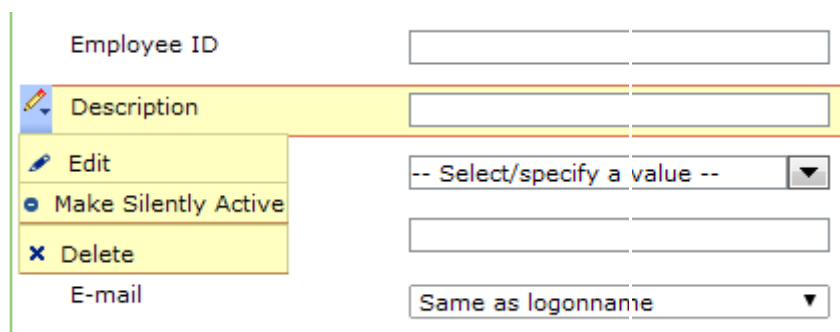 Employee ID
Description
Edit
-- Select/specify a value --
Make Silently Active
Delete
E-mail
Same as logonname